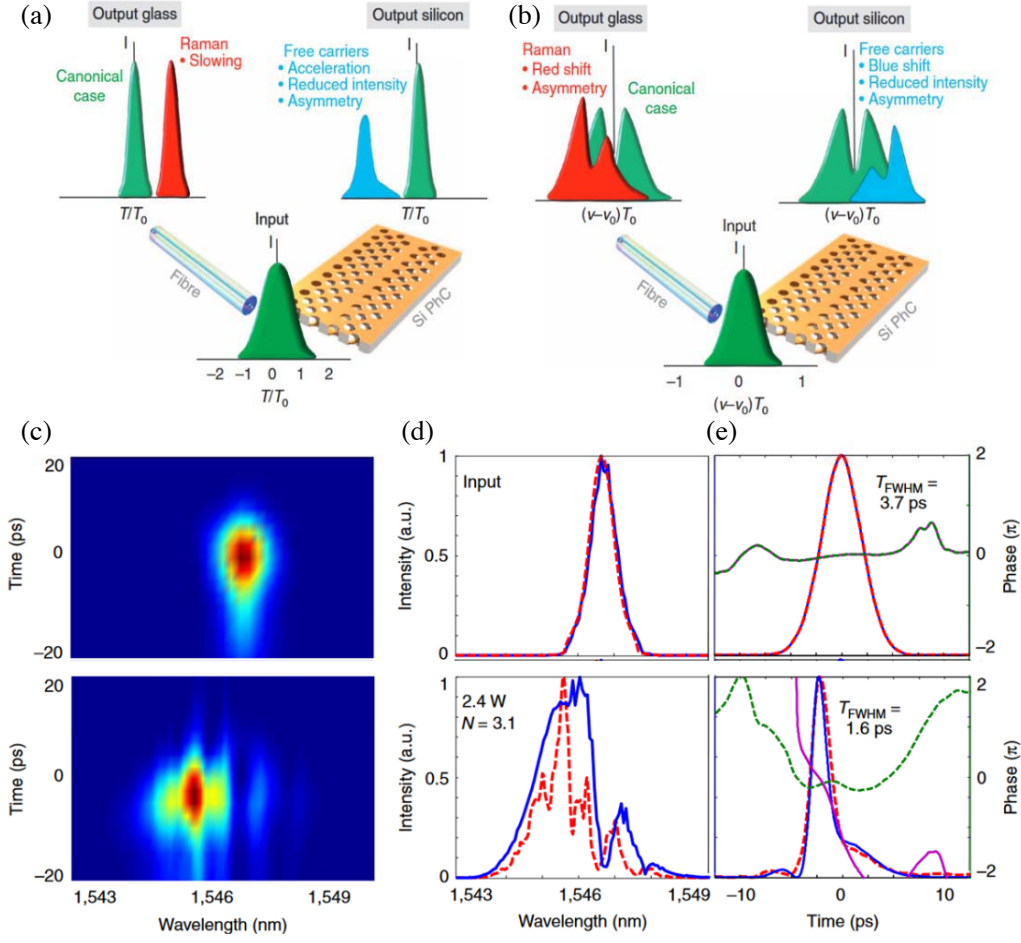 (a)
Output glass
Output silicon
I
I
Raman
• Slowing
Canonical
case
Free carriers
• Acceleration
• Reduced intensity
• Asymmetry
T/T0
T/T0
Input
I
Fibre
Si PhC
−2 −1 0 1 2
T/T0
(b)
Output glass
Output silicon
Raman
• Red shift
• Asymmetry
I
I
Canonical
case
Free carriers
• Blue shift
• Reduced intensity
• Asymmetry
(v–v0)T0
(v–v0)T0
Input
I
Fibre
Si PhC
−1 0 1
(v–v0)T0
(c)
20
0
−20
Time (ps)
20
0
−20
Time (ps)
1,543 1,546 1,549
Wavelength (nm)
(d)
Input
1
0.5
0
Intensity (a.u.)
2.4 W
N = 3.1
1
0.5
0
Intensity (a.u.)
1,543 1,546 1,549
Wavelength (nm)
(e)
TFWHM =
3.7 ps
2
0
−2
Phase (π)
TFWHM =
1.6 ps
2
0
−2
Phase (π)
−10 0 10
Time (ps)